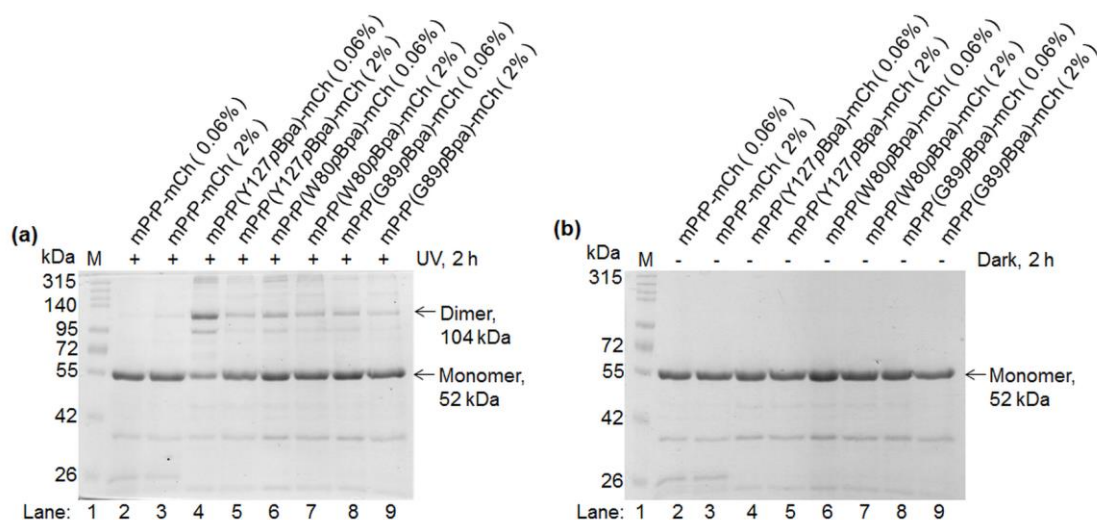 mPrP-mCh ( 0.06% )
mPrP-mCh ( 2% )
mPrP(Y127pBpa)-mCh ( 0.06% )
mPrP(Y127pBpa)-mCh ( 2% )
mPrP(W80pBpa)-mCh ( 0.06% )
mPrP(W80pBpa)-mCh ( 2% )
mPrP(G89pBpa)-mCh ( 0.06% )
mPrP(G89pBpa)-mCh ( 2% )
(a)
kDa M + + + + + + + + UV, 2 h
315
140
95
72
55
42
26
Dimer,
104 kDa
Monomer,
52 kDa
Lane: 1 2 3 4 5 6 7 8 9
mPrP-mCh ( 0.06% )
mPrP-mCh ( 2% )
mPrP(Y127pBpa)-mCh ( 0.06% )
mPrP(Y127pBpa)-mCh ( 2% )
mPrP(W80pBpa)-mCh ( 0.06% )
mPrP(W80pBpa)-mCh ( 2% )
mPrP(G89pBpa)-mCh ( 0.06% )
mPrP(G89pBpa)-mCh ( 2% )
(b)
kDa M - - - - - - - - Dark, 2 h
315
72
55
42
26
Monomer,
52 kDa
Lane: 1 2 3 4 5 6 7 8 9